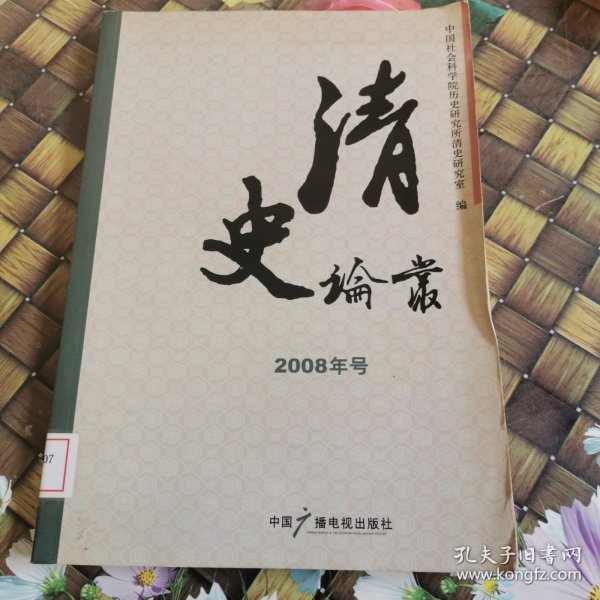 中国社会科学院历史研究所清史研究室 编
清
史
論叢
2008年号
07
中国广播电视出版社
孔夫子旧书网
www.kongfz.com